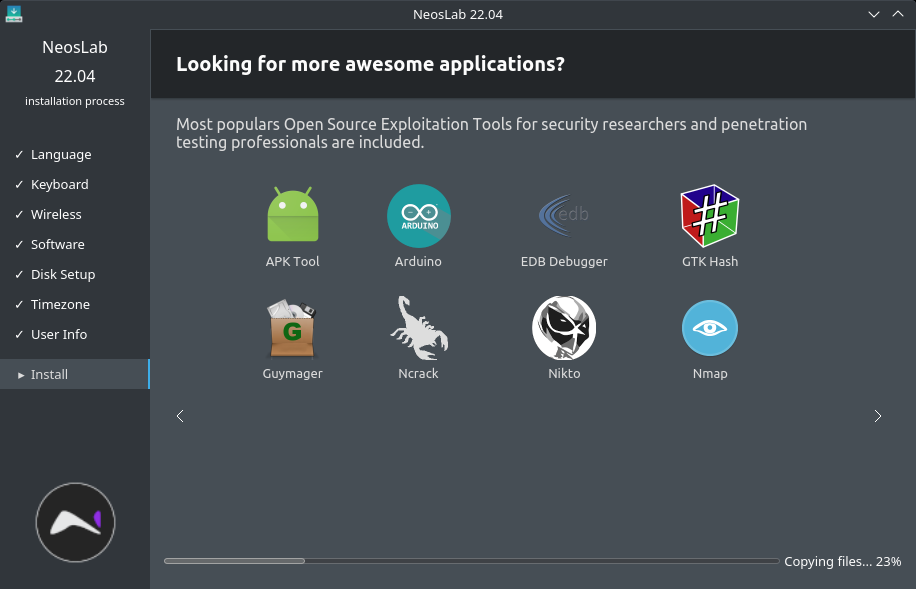 NeosLab 22.04
NeosLab
22.04
installation process
✓ Language
✓ Keyboard
✓ Wireless
✓ Software
✓ Disk Setup
✓ Timezone
✓ User Info
▸ Install
Looking for more awesome applications?
Most populars Open Source Exploitation Tools for security researchers and penetration
testing professionals are included.
ARDUINO
edb
#
APK Tool
Arduino
EDB Debugger
GTK Hash
G
Guymager
Ncrack
Nikto
Nmap
Copying files... 23%